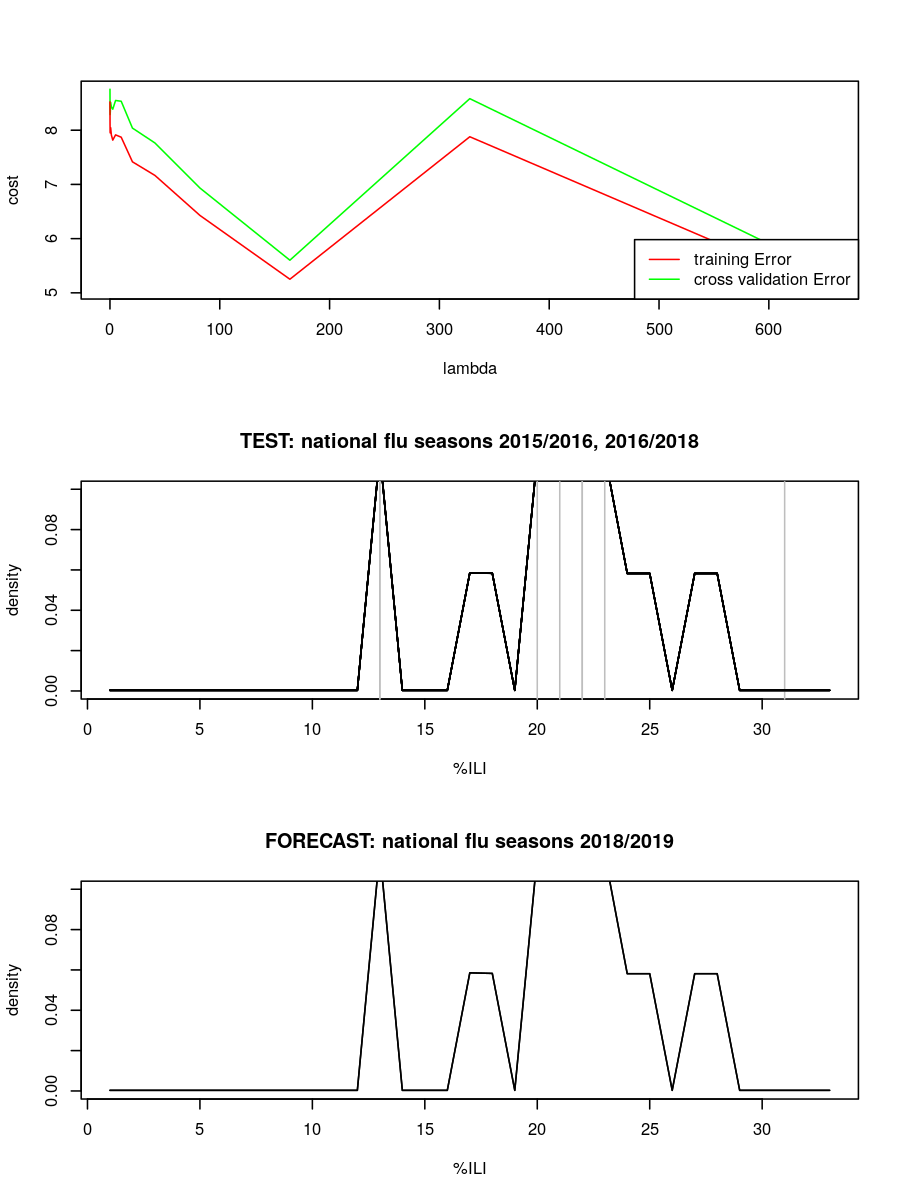 cost
8
7
6
5
training Error
cross validation Error
0 100 200 300 400 500 600
lambda
TEST: national flu seasons 2015/2016, 2016/2018
density
0.08
0.04
0.00
0 5 10 15 20 25 30
%ILI
FORECAST: national flu seasons 2018/2019
density
0.08
0.04
0.00
0 5 10 15 20 25 30
%ILI